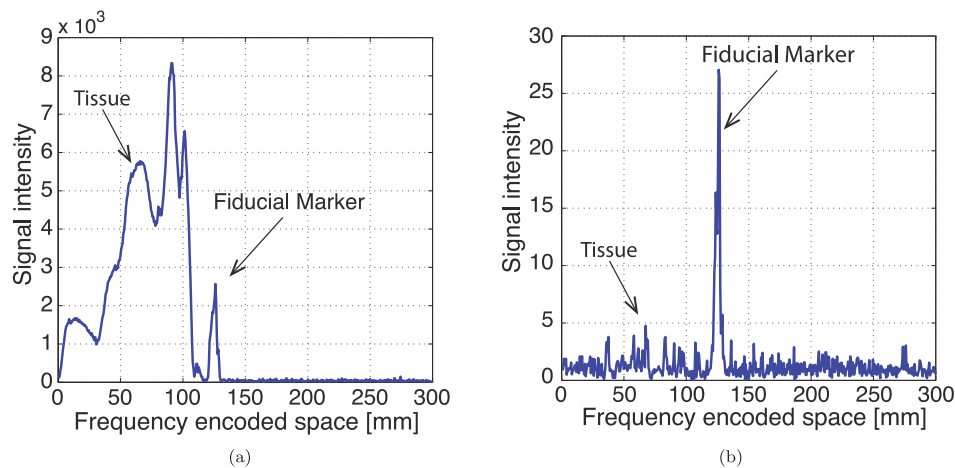 x 10³
9
8
7
6
5
4
3
2
1
0
0 50 100 150 200 250 300
Signal intensity
Frequency encoded space [mm]
Tissue
Fiducial Marker
(a)
30
25
20
15
10
5
0
0 50 100 150 200 250 300
Signal intensity
Frequency encoded space [mm]
Fiducial Marker
Tissue
(b)